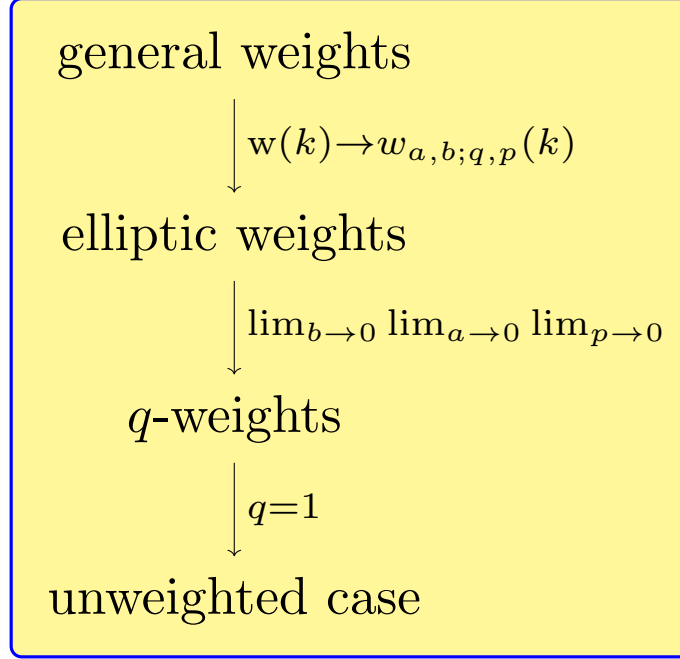 general weights
w(k)→w_{a,b;q,p}(k)
elliptic weights
lim_{b→0} lim_{a→0} lim_{p→0}
q-weights
q=1
unweighted case